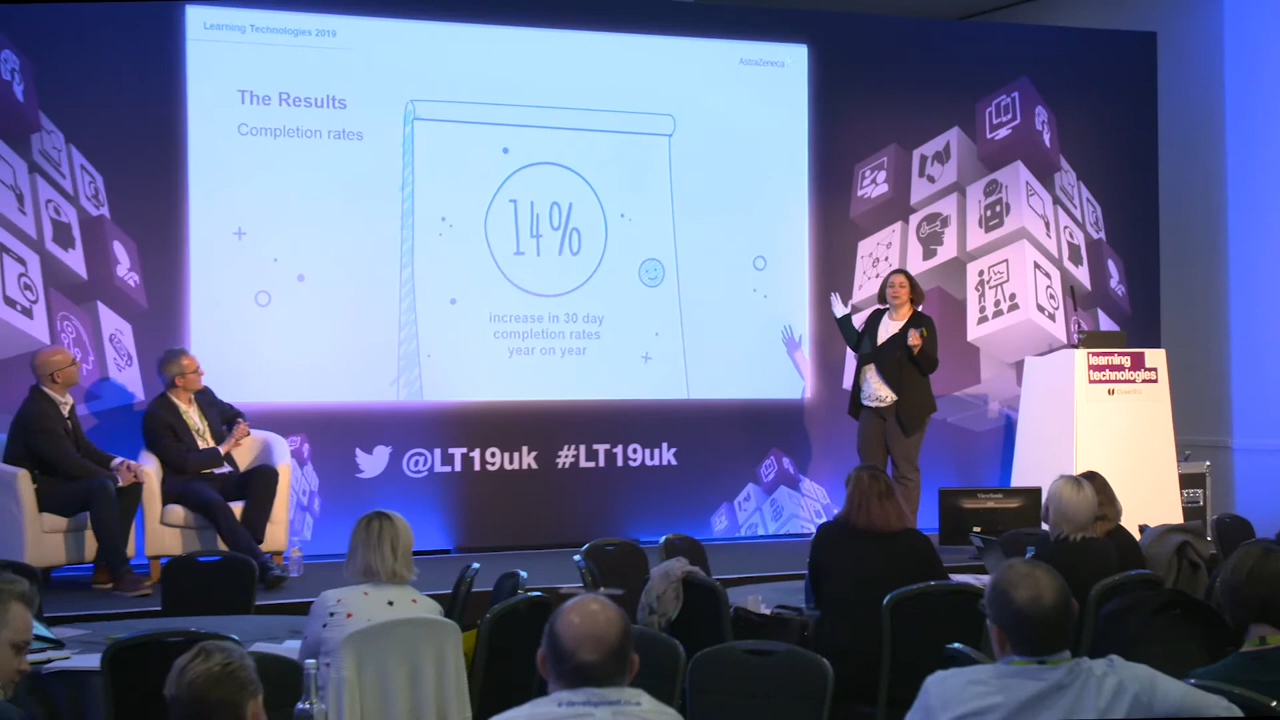 Learning Technologies 2019
AstraZeneca
The Results
Completion rates
14%
increase in 30 day
completion rates
year on year
@LT19uk #LT19uk
learning
technologies
ViewSonic